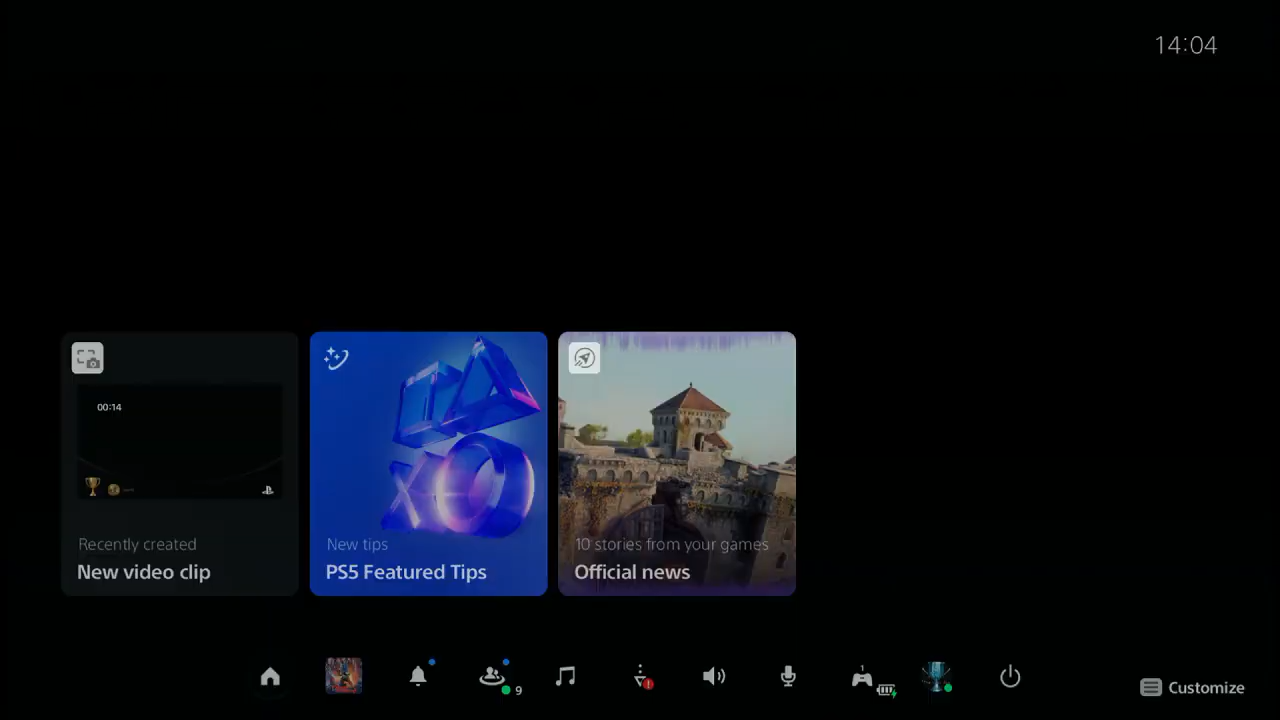 14:04
00:14
Recently created
New video clip
New tips
PS5 Featured Tips
10 stories from your games
Official news
9
1
Customize